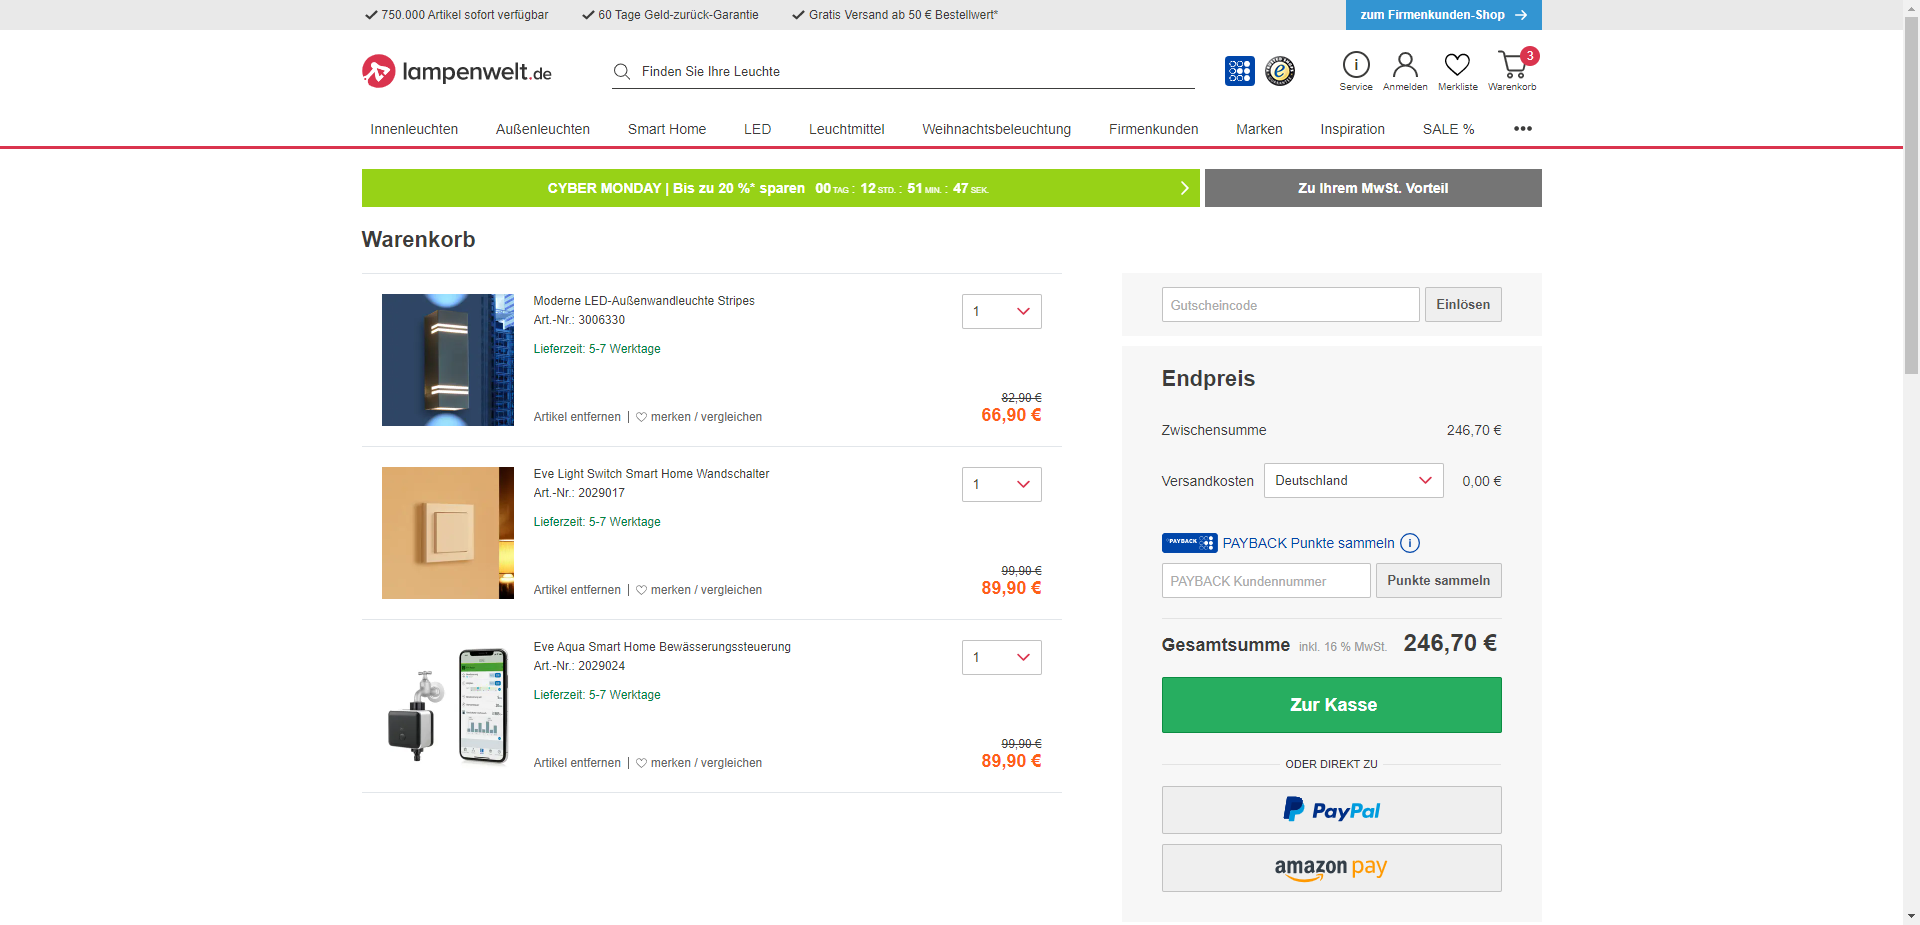 750.000 Artikel sofort verfügbar
60 Tage Geld-zurück-Garantie
Gratis Versand ab 50 € Bestellwert*
zum Firmenkunden-Shop
lampenwelt.de
Finden Sie Ihre Leuchte
Service
Anmelden
Merkliste
3
Warenkorb
Innenleuchten
Außenleuchten
Smart Home
LED
Leuchtmittel
Weihnachtsbeleuchtung
Firmenkunden
Marken
Inspiration
SALE %
CYBER MONDAY | Bis zu 20 %* sparen 00 TAG : 12 STD. : 51 MIN. : 47 SEK.
Zu Ihrem MwSt. Vorteil
Warenkorb
Moderne LED-Außenwandleuchte Stripes
Art.-Nr.: 3006330
Lieferzeit: 5-7 Werktage
1
82,90 €
66,90 €
Artikel entfernen | merken / vergleichen
Eve Light Switch Smart Home Wandschalter
Art.-Nr.: 2029017
Lieferzeit: 5-7 Werktage
1
99,90 €
89,90 €
Artikel entfernen | merken / vergleichen
Eve Aqua Smart Home Bewässerungssteuerung
Art.-Nr.: 2029024
Lieferzeit: 5-7 Werktage
1
99,90 €
89,90 €
Artikel entfernen | merken / vergleichen
Gutscheincode
Einlösen
Endpreis
Zwischensumme 246,70 €
Versandkosten Deutschland 0,00 €
PAYBACK PAYBACK Punkte sammeln
PAYBACK Kundennummer
Punkte sammeln
Gesamtsumme inkl. 16 % MwSt. 246,70 €
Zur Kasse
ODER DIREKT ZU
PayPal
amazon pay